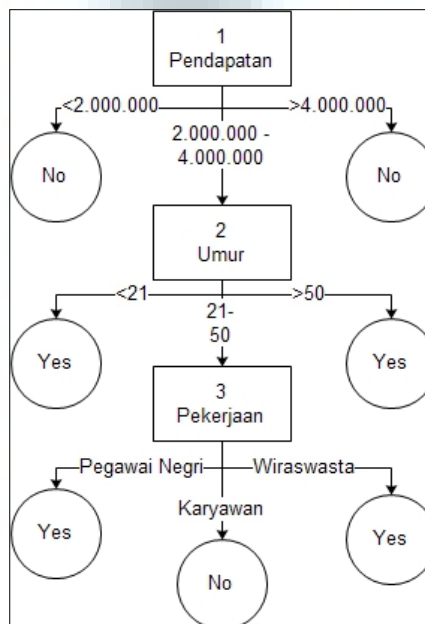 1
Pendapatan
<2.000.000
>4.000.000
2.000.000 -
4.000.000
No
No
2
Umur
<21
>50
21-
50
Yes
Yes
3
Pekerjaan
Pegawai Negri
Wiraswasta
Karyawan
Yes
Yes
No